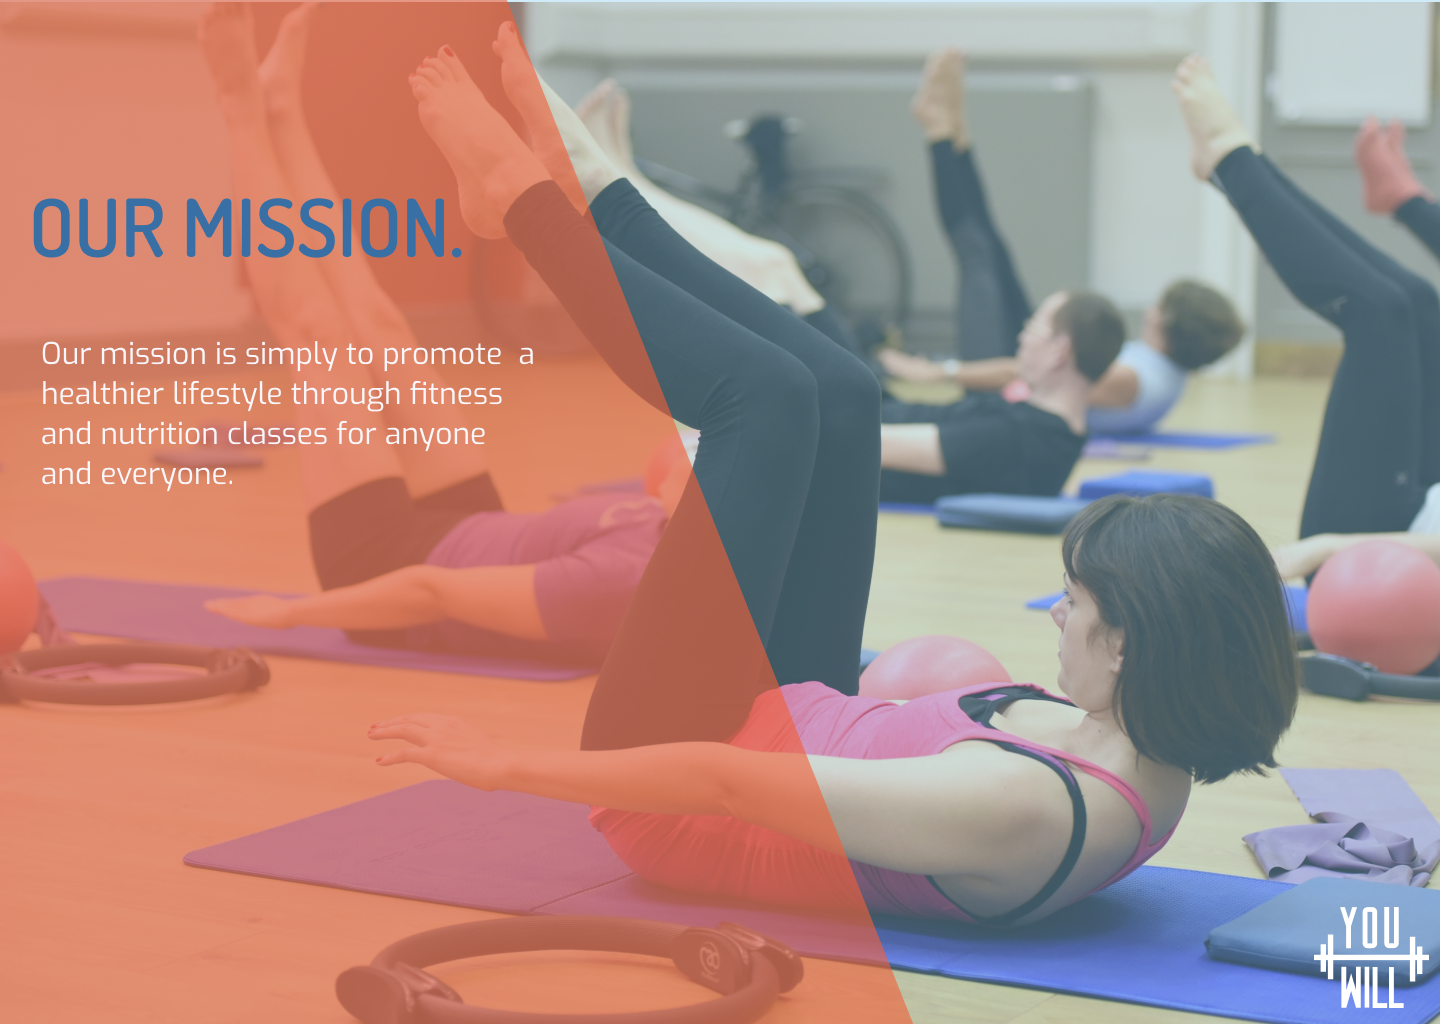 OUR MISSION.
Our mission is simply to promote  a
healthier lifestyle through fitness
and nutrition classes for anyone
and everyone.
YOU
WILL